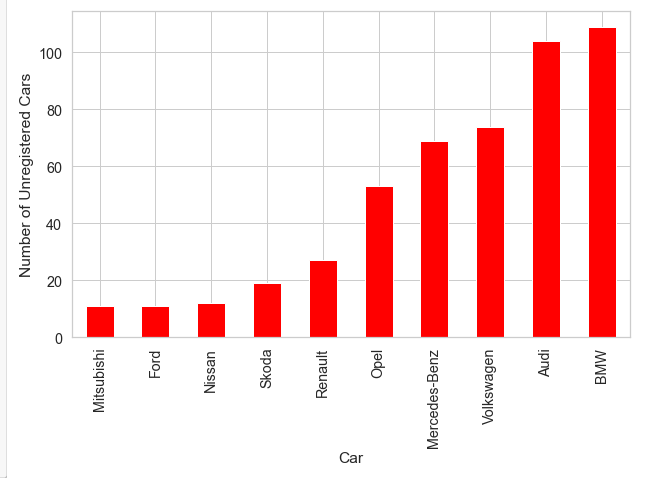 Number of Unregistered Cars
100
80
60
40
20
0
Mitsubishi
Ford
Nissan
Skoda
Renault
Opel
Mercedes-Benz
Volkswagen
Audi
BMW
Car